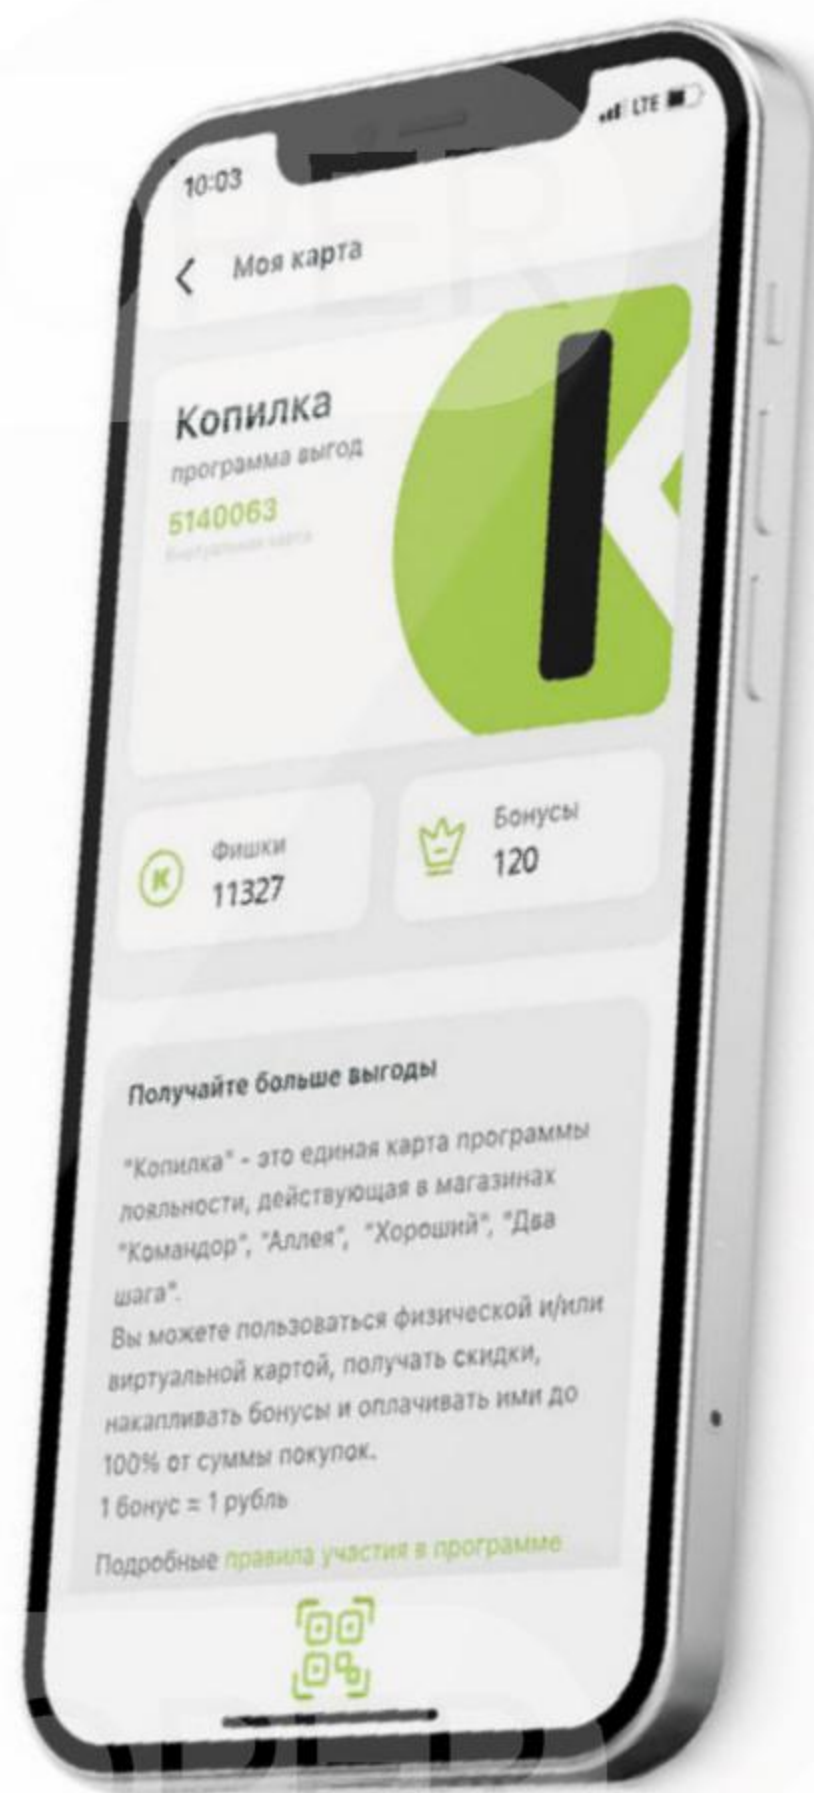 10:03
LTE
Моя карта
Копилка
программа выгод
5140063
Виртуальная карта
Фишки
11327
Бонусы
120
Получайте больше выгоды
"Копилка" - это единая карта программы
лояльности, действующая в магазинах
"Командор", "Аллея", "Хороший", "Два
шага".
Вы можете пользоваться физической и/или
виртуальной картой, получать скидки,
накапливать бонусы и оплачивать ими до
100% от суммы покупок.
1 бонус = 1 рубль
Подробные правила участия в программе